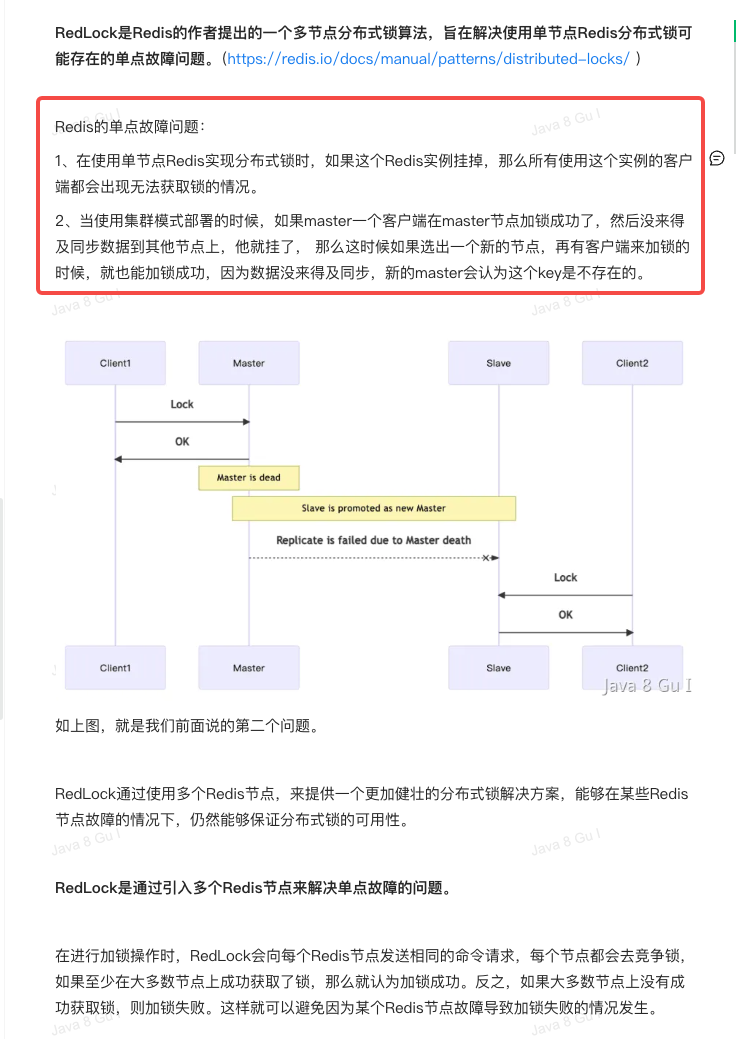 RedLock是Redis的作者提出的一个多节点分布式锁算法，旨在解决使用单节点Redis分布式锁可
能存在的单点故障问题。（https://redis.io/docs/manual/patterns/distributed-locks/ ）
Java 8 Gu I
Java 8 Gu I
Redis的单点故障问题：
1、在使用单节点Redis实现分布式锁时，如果这个Redis实例挂掉，那么所有使用这个实例的客户
端都会出现无法获取锁的情况。
2、当使用集群模式部署的时候，如果master一个客户端在master节点加锁成功了，然后没来得
及同步数据到其他节点上，他就挂了， 那么这时候如果选出一个新的节点，再有客户端来加锁的
时候，就也能加锁成功，因为数据没来得及同步，新的master会认为这个key是不存在的。
Java 8 Gu I
Java 8 Gu I
Client1
Master
Slave
Client2
Lock
OK
Master is dead
Slave is promoted as new Master
Replicate is failed due to Master death
Lock
OK
Client1
Master
Slave
Client2
Java 8 Gu I
如上图，就是我们前面说的第二个问题。
RedLock通过使用多个Redis节点，来提供一个更加健壮的分布式锁解决方案，能够在某些Redis
节点故障的情况下，仍然能够保证分布式锁的可用性。
Java 8 Gu I
Java 8 Gu I
RedLock是通过引入多个Redis节点来解决单点故障的问题。
在进行加锁操作时，RedLock会向每个Redis节点发送相同的命令请求，每个节点都会去竞争锁，
如果至少在大多数节点上成功获取了锁，那么就认为加锁成功。反之，如果大多数节点上没有成
功获取锁，则加锁失败。这样就可以避免因为某个Redis节点故障导致加锁失败的情况发生。
Java 8 Gu I
Java 8 Gu I